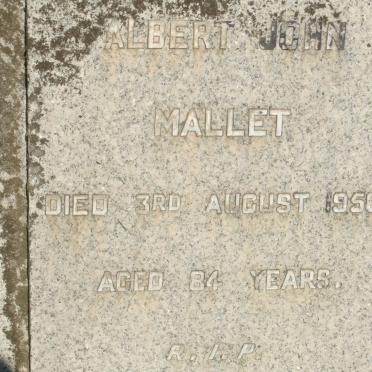 ALBERT JOHN
MALLET
DIED 3RD AUGUST
AGED 84 YEARS.
R.I.P.